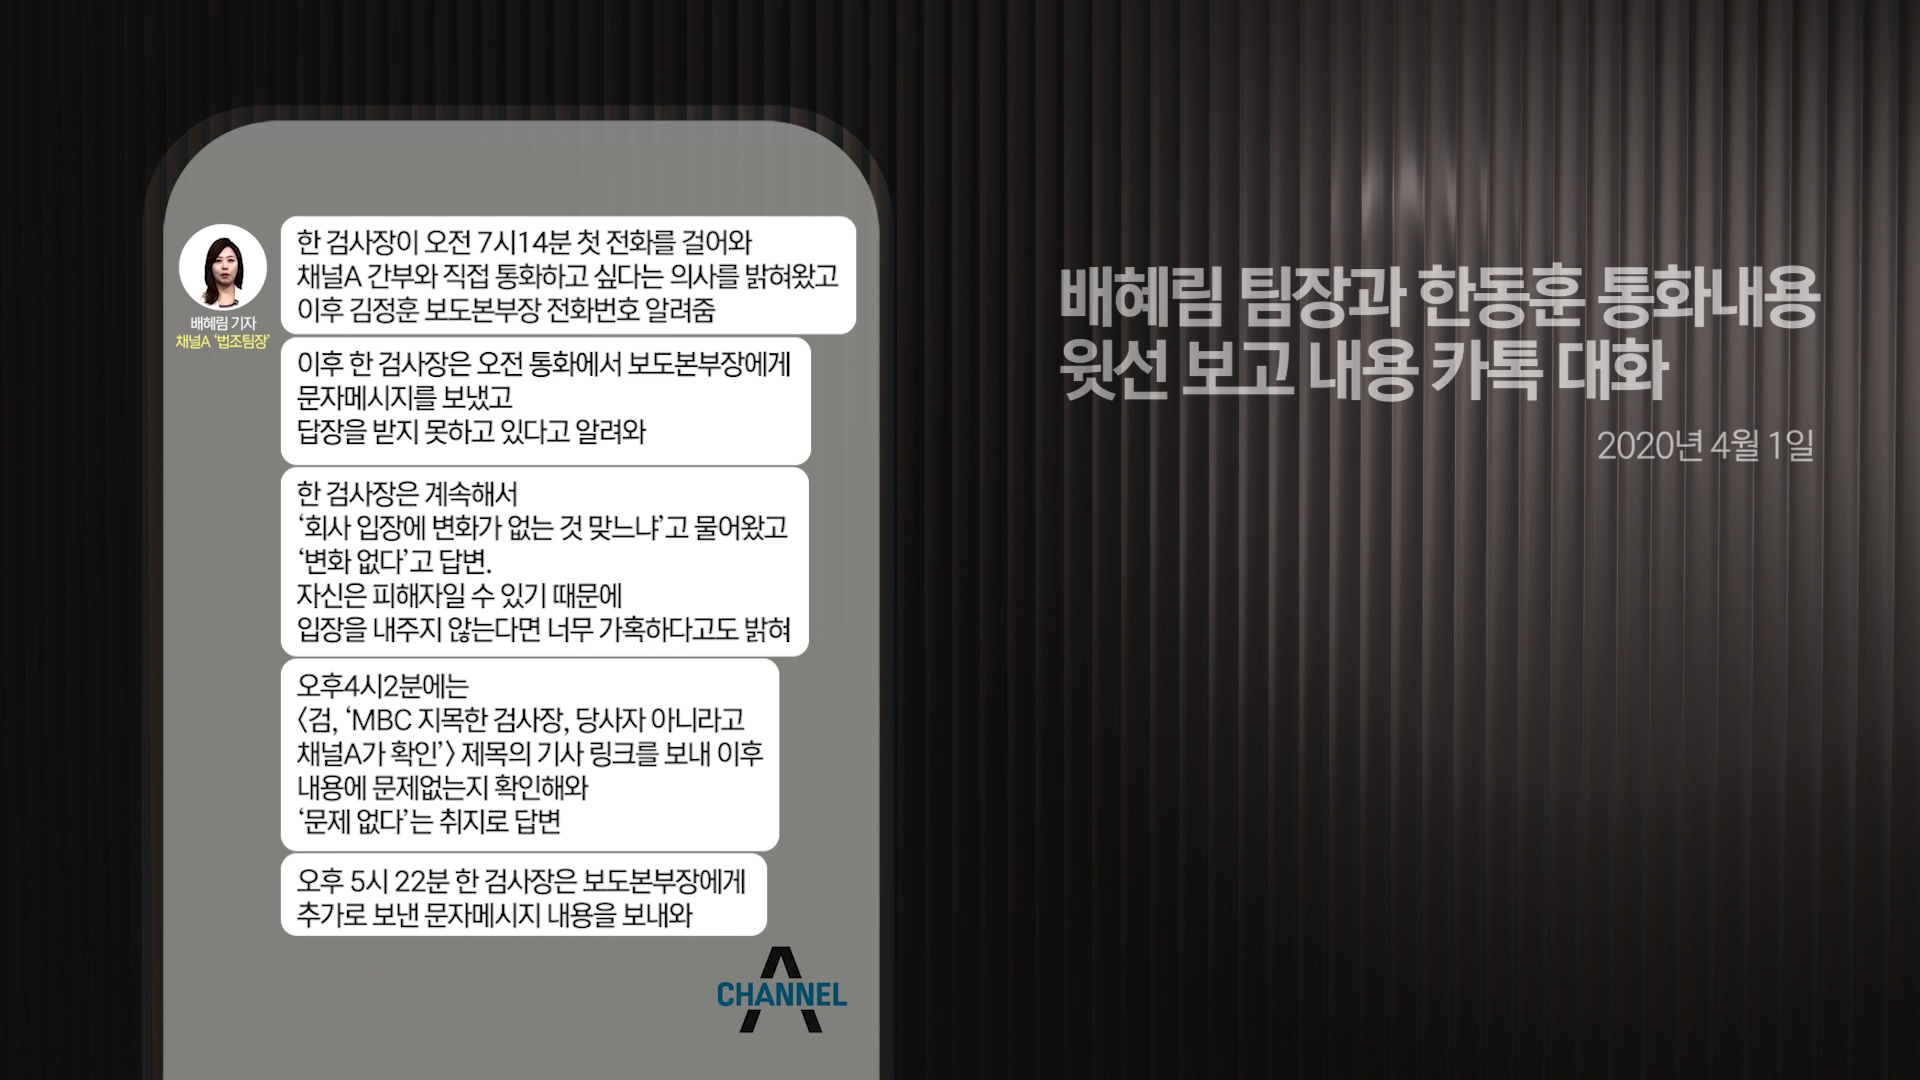 배혜림 기자
채널A ‘법조팀장’
한 검사장이 오전 7시14분 첫 전화를 걸어와
채널A 간부와 직접 통화하고 싶다는 의사를 밝혀왔고
이후 김정훈 보도본부장 전화번호 알려줌
이후 한 검사장은 오전 통화에서 보도본부장에게
문자메시지를 보냈고
답장을 받지 못하고 있다고 알려와
한 검사장은 계속해서
‘회사 입장에 변화가 없는 것 맞느냐’고 물어왔고
‘변화 없다’고 답변.
자신은 피해자일 수 있기 때문에
입장을 내주지 않는다면 너무 가혹하다고도 밝혀
오후4시2분에는
〈검, ‘MBC 지목한 검사장, 당사자 아니라고
채널A가 확인’〉 제목의 기사 링크를 보내 이후
내용에 문제없는지 확인해와
‘문제 없다’는 취지로 답변
오후 5시 22분 한 검사장은 보도본부장에게
추가로 보낸 문자메시지 내용을 보내와
CHANNEL A
배혜림 팀장과 한동훈 통화내용
윗선 보고 내용 카톡 대화
2020년 4월 1일